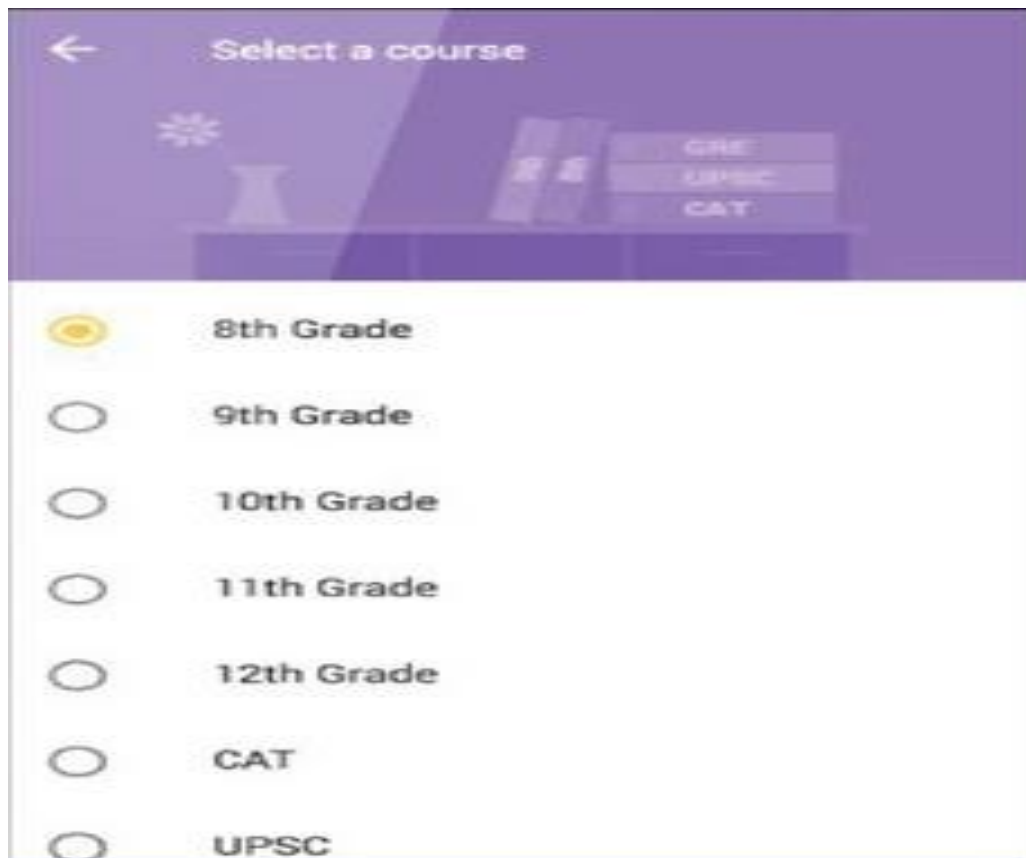 Select a course
GRE
UPSC
CAT
8th Grade
9th Grade
10th Grade
11th Grade
12th Grade
CAT
UPSC